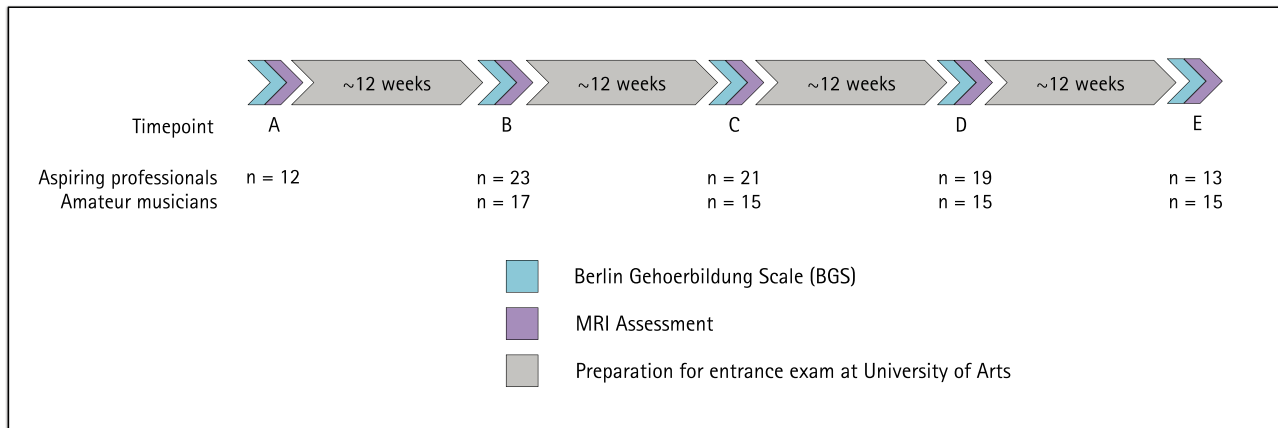 ~12 weeks ~12 weeks ~12 weeks ~12 weeks
Timepoint A B C D E
Aspiring professionals n = 12 n = 23 n = 21 n = 19 n = 13
Amateur musicians n = 17 n = 15 n = 15 n = 15
Berlin Gehoerbildung Scale (BGS)
MRI Assessment
Preparation for entrance exam at University of Arts